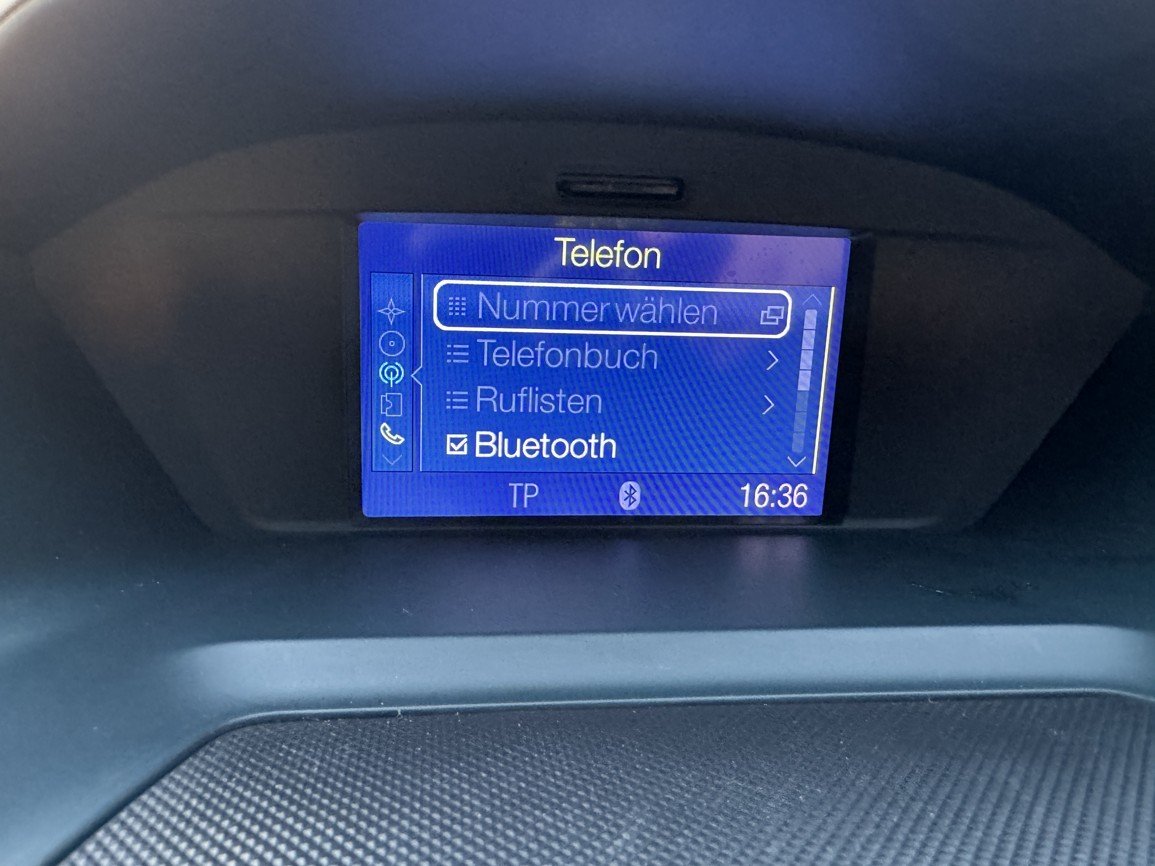 Telefon
Nummer wählen
Telefonbuch
Ruflisten
Bluetooth
TP 16:36